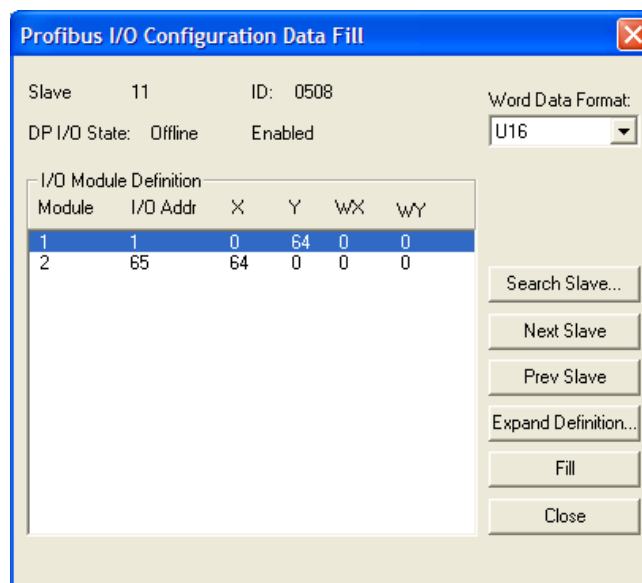 Profibus I/O Configuration Data Fill
Slave 11 ID: 0508
DP I/O State: Offline Enabled
Word Data Format:
U16
I/O Module Definition
Module I/O Addr X Y WX WY
1 1 0 64 0 0
2 65 64 0 0 0
Search Slave...
Next Slave
Prev Slave
Expand Definition...
Fill
Close